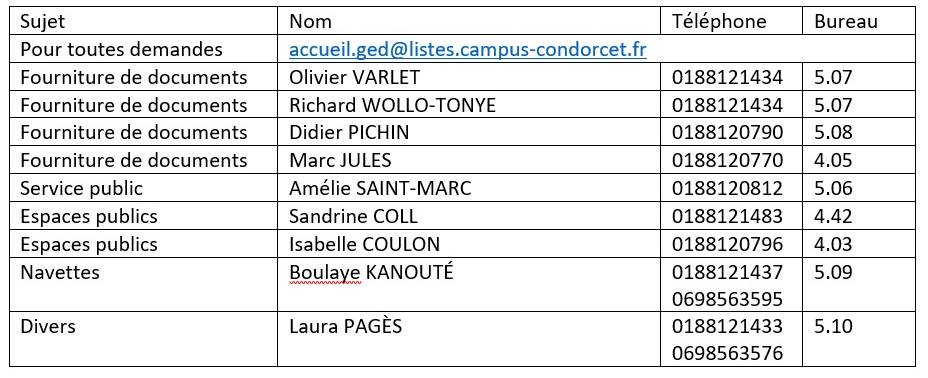 Sujet Nom Téléphone Bureau
Pour toutes demandes accueil.ged@listes.campus-condorcet.fr
Fourniture de documents Olivier VARLET 0188121434 5.07
Fourniture de documents Richard WOLLO-TONYE 0188121434 5.07
Fourniture de documents Didier PICHIN 0188120790 5.08
Fourniture de documents Marc JULES 0188120770 4.05
Service public Amélie SAINT-MARC 0188120812 5.06
Espaces publics Sandrine COLL 0188121483 4.42
Espaces publics Isabelle COULON 0188120796 4.03
Navettes Boulaye KANOUTÉ 0188121437 5.09
0698563595
Divers Laura PAGÈS 0188121433 5.10
0698563576